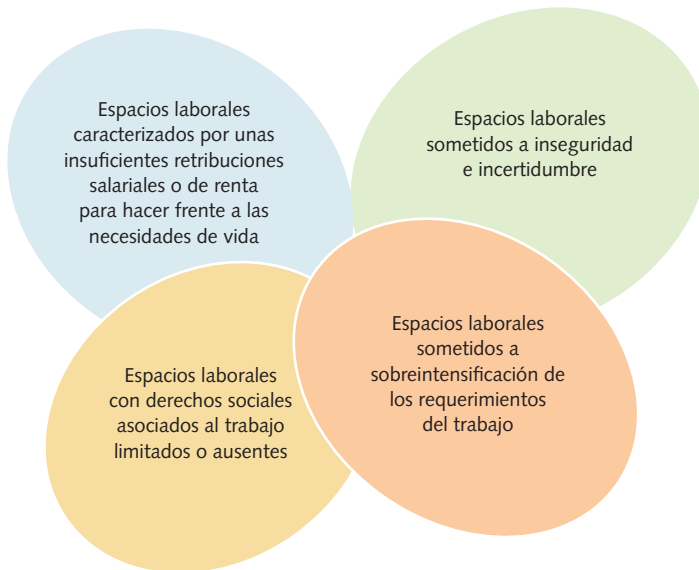 Espacios laborales
caracterizados por unas
insuficientes retribuciones
salariales o de renta
para hacer frente a las
necesidades de vida
Espacios laborales
sometidos a inseguridad
e incertidumbre
Espacios laborales
con derechos sociales
asociados al trabajo
limitados o ausentes
Espacios laborales
sometidos a
sobreintensificación de
los requerimientos
del trabajo